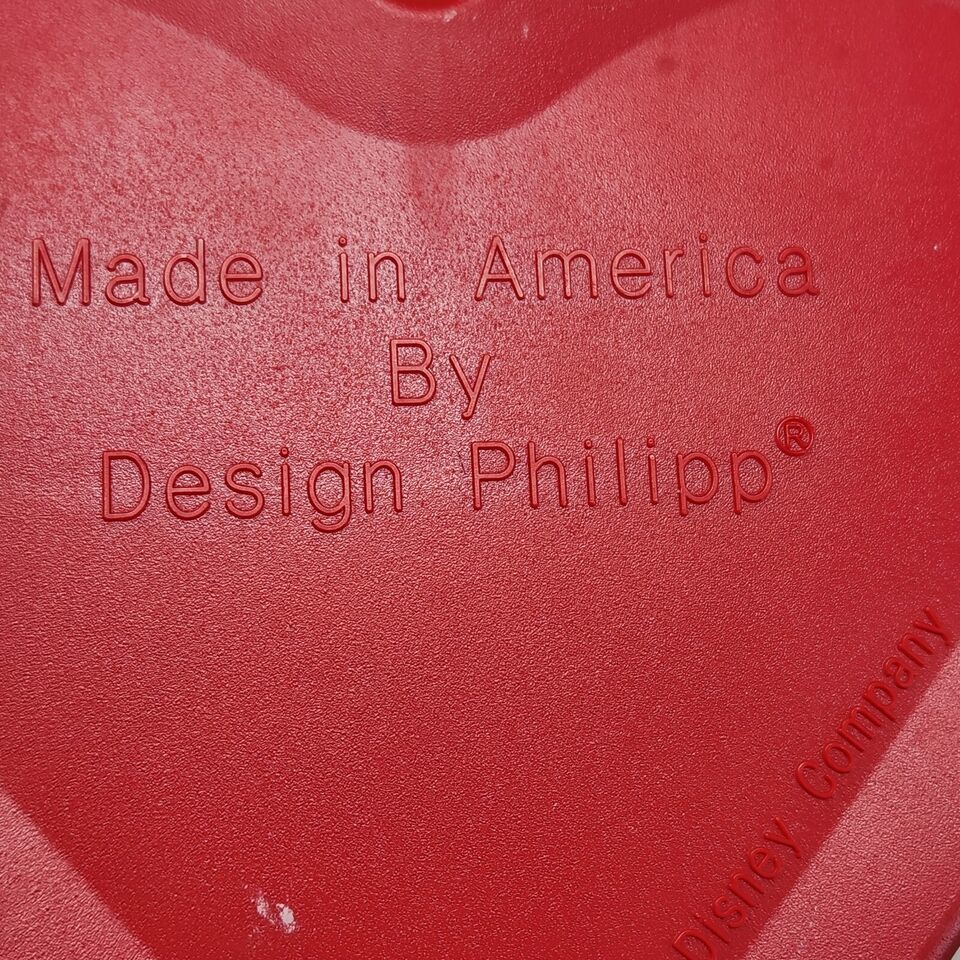 Made in America
By
Design Philipp®
Disney Company